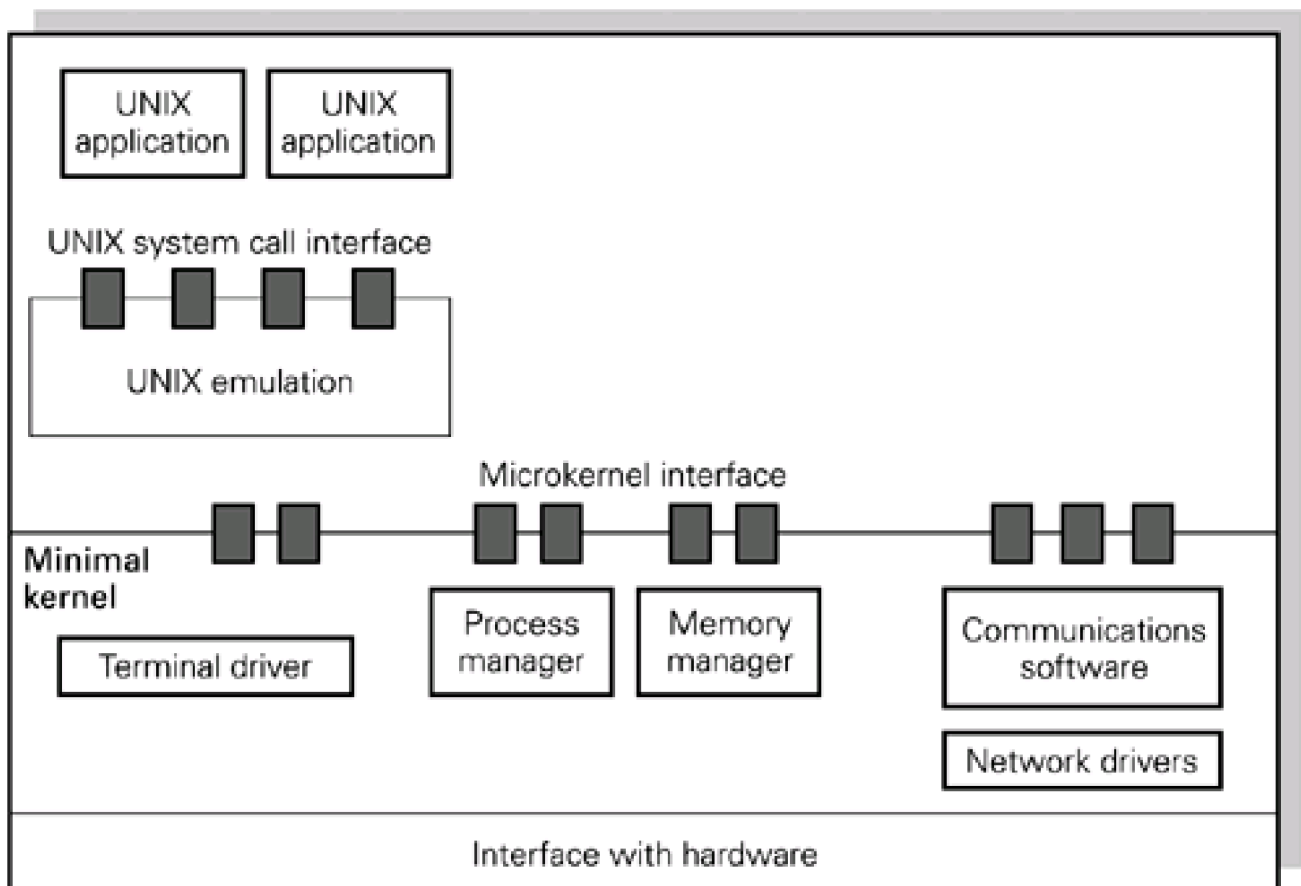 UNIX
application
UNIX
application
UNIX system call interface
UNIX emulation
Microkernel interface
Minimal
kernel
Terminal driver
Process
manager
Memory
manager
Communications
software
Network drivers
Interface with hardware